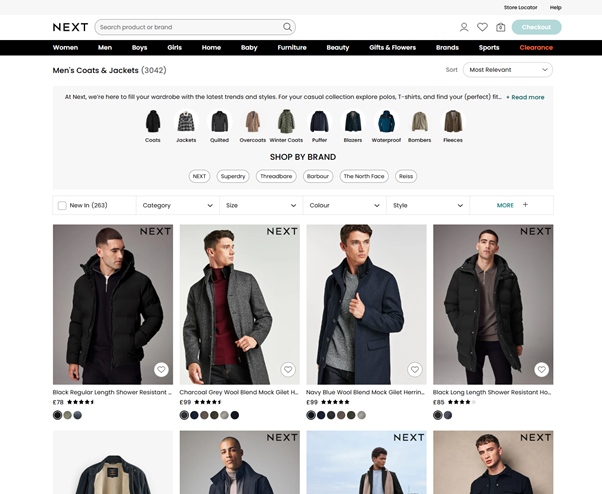 Store Locator Help
NEXT
Search product or brand
0
Checkout
Women Men Boys Girls Home Baby Furniture Beauty Gifts & Flowers Brands Sports Clearance
Men's Coats & Jackets (3042)
Sort Most Relevant
At Next, we're here to fill your wardrobe with the latest trends and styles. For your casual collection explore polos, T-shirts, and find your (perfect) fit... + Read more
Coats Jackets Quilted Overcoats Winter Coats Puffer Blazers Waterproof Bombers Fleeces
SHOP BY BRAND
NEXT Superdry Threadbare Barbour The North Face Reiss
New In (263) Category Size Colour Style MORE +
NEXT NEXT NEXT NEXT
Black Regular Length Shower Resistant ... Charcoal Grey Wool Blend Mock Gilet H... Navy Blue Wool Blend Mock Gilet Herrin... Black Long Length Shower Resistant Ho...
£78 £99 £99 £85
NEXT NEXT NEXT